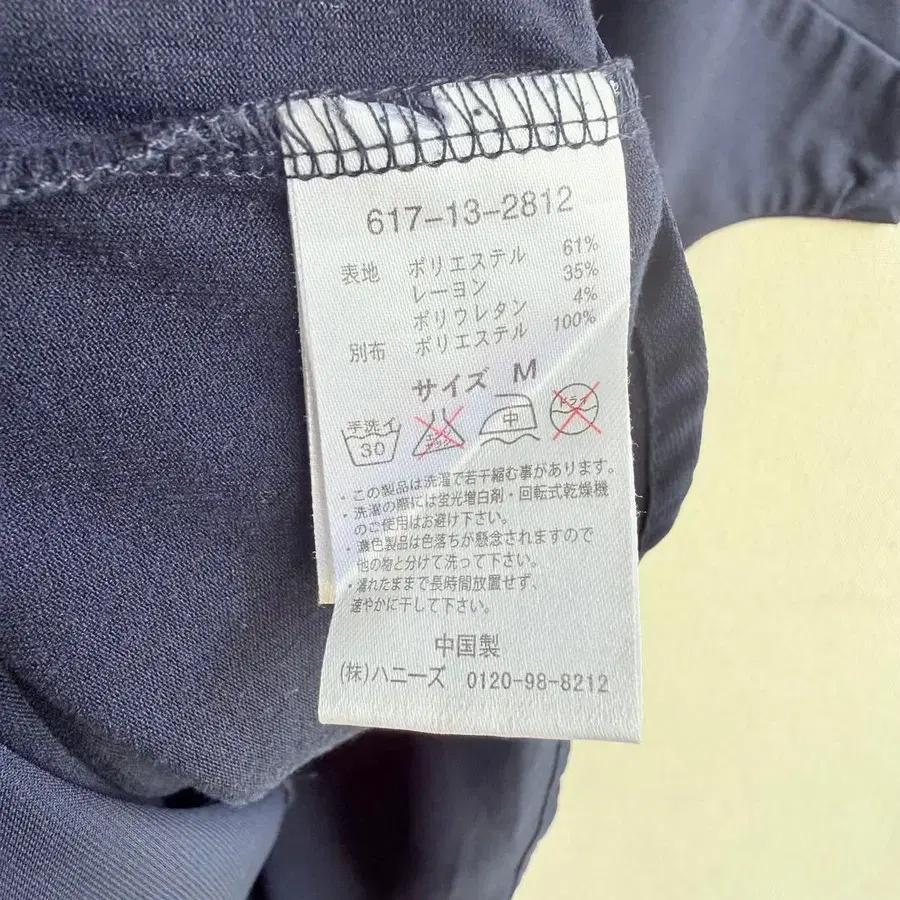 617-13-2812
表地 ポリエステル 61%
レーヨン 35%
ポリウレタン 4%
別布 ポリエステル 100%
サイズ M
手洗イ
30
エンソ
サラシ
中
ドライ
・この製品は洗濯で若干縮む事があります。
・洗濯の際には蛍光増白剤・回転式乾燥機
のご使用はお避け下さい。
・濃色製品は色落ちが懸念されますので
他の物と分けて洗って下さい。
・濡れたままで長時間放置せず、
速やかに干して下さい。
中国製
(株)ハニーズ 0120-98-8212